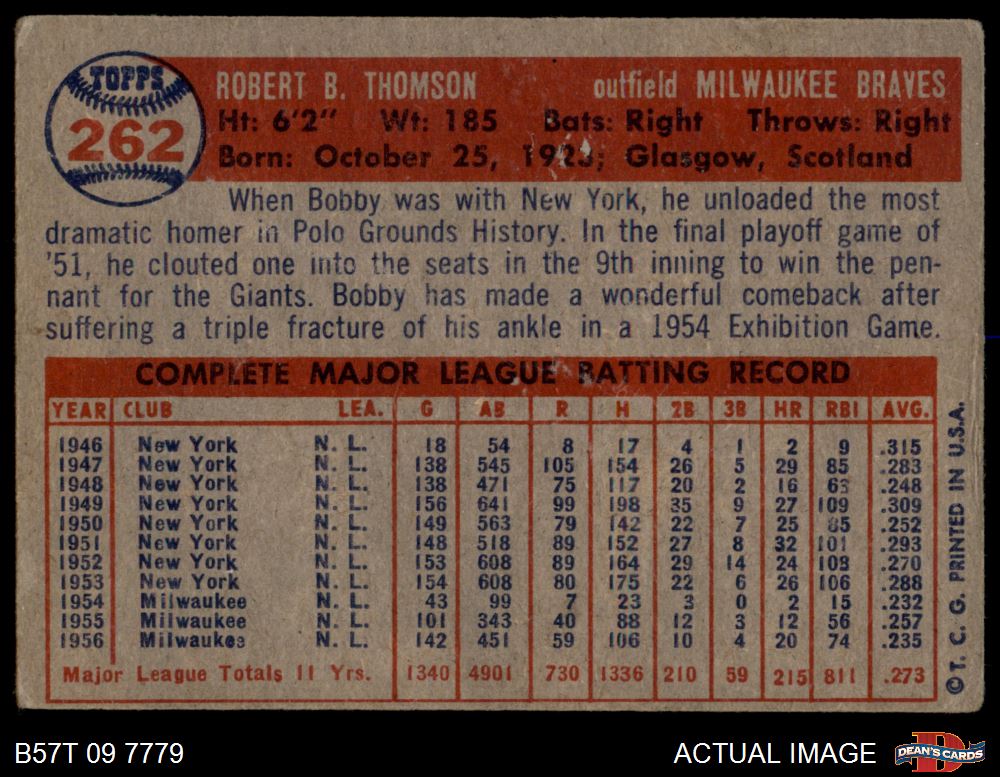 TOPPS
262
ROBERT B. THOMSON outfield MILWAUKEE BRAVES
Ht: 6'2" Wt: 185 Bats: Right Throws: Right
Born: October 25, 1923; Glasgow, Scotland
When Bobby was with New York, he unloaded the most
dramatic homer in Polo Grounds History. In the final playoff game of
'51, he clouted one into the seats in the 9th inning to win the pen-
nant for the Giants. Bobby has made a wonderful comeback after
suffering a triple fracture of his ankle in a 1954 Exhibition Game.
COMPLETE MAJOR LEAGUE BATTING RECORD
YEAR CLUB LEA. G AB R H 2B 3B HR RBI AVG.
1946 New York N. L. 18 54 8 17 4 1 2 9 .315
1947 New York N. L. 138 545 105 154 26 5 29 85 .283
1948 New York N. L. 138 471 75 117 20 2 16 63 .248
1949 New York N. L. 156 641 99 198 35 9 27 109 .309
1950 New York N. L. 149 563 79 142 22 7 25 85 .252
1951 New York N. L. 148 518 89 152 27 8 32 101 .293
1952 New York N. L. 153 608 89 164 29 14 24 108 .270
1953 New York N. L. 154 608 80 175 22 6 26 106 .288
1954 Milwaukee N. L. 43 99 7 23 3 0 2 15 .232
1955 Milwaukee N. L. 101 343 40 88 12 3 12 56 .257
1956 Milwaukee N. L. 142 451 59 106 10 4 20 74 .235
Major League Totals 11 Yrs. 1340 4901 730 1336 210 59 215 811 .273
©T. C. G. PRINTED IN U.S.A.
B57T 09 7779 ACTUAL IMAGE
D
DEAN'S CARDS